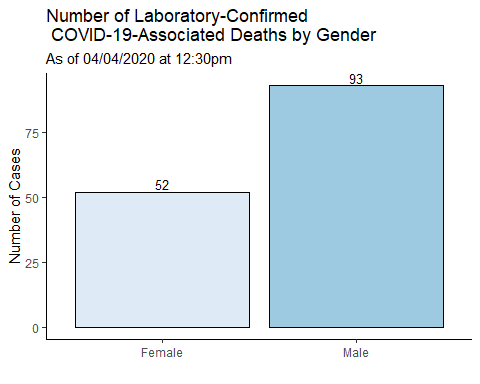 Number of Laboratory-Confirmed
COVID-19-Associated Deaths by Gender
As of 04/04/2020 at 12:30pm
Number of Cases
93
75
52
50
25
0
Female
Male